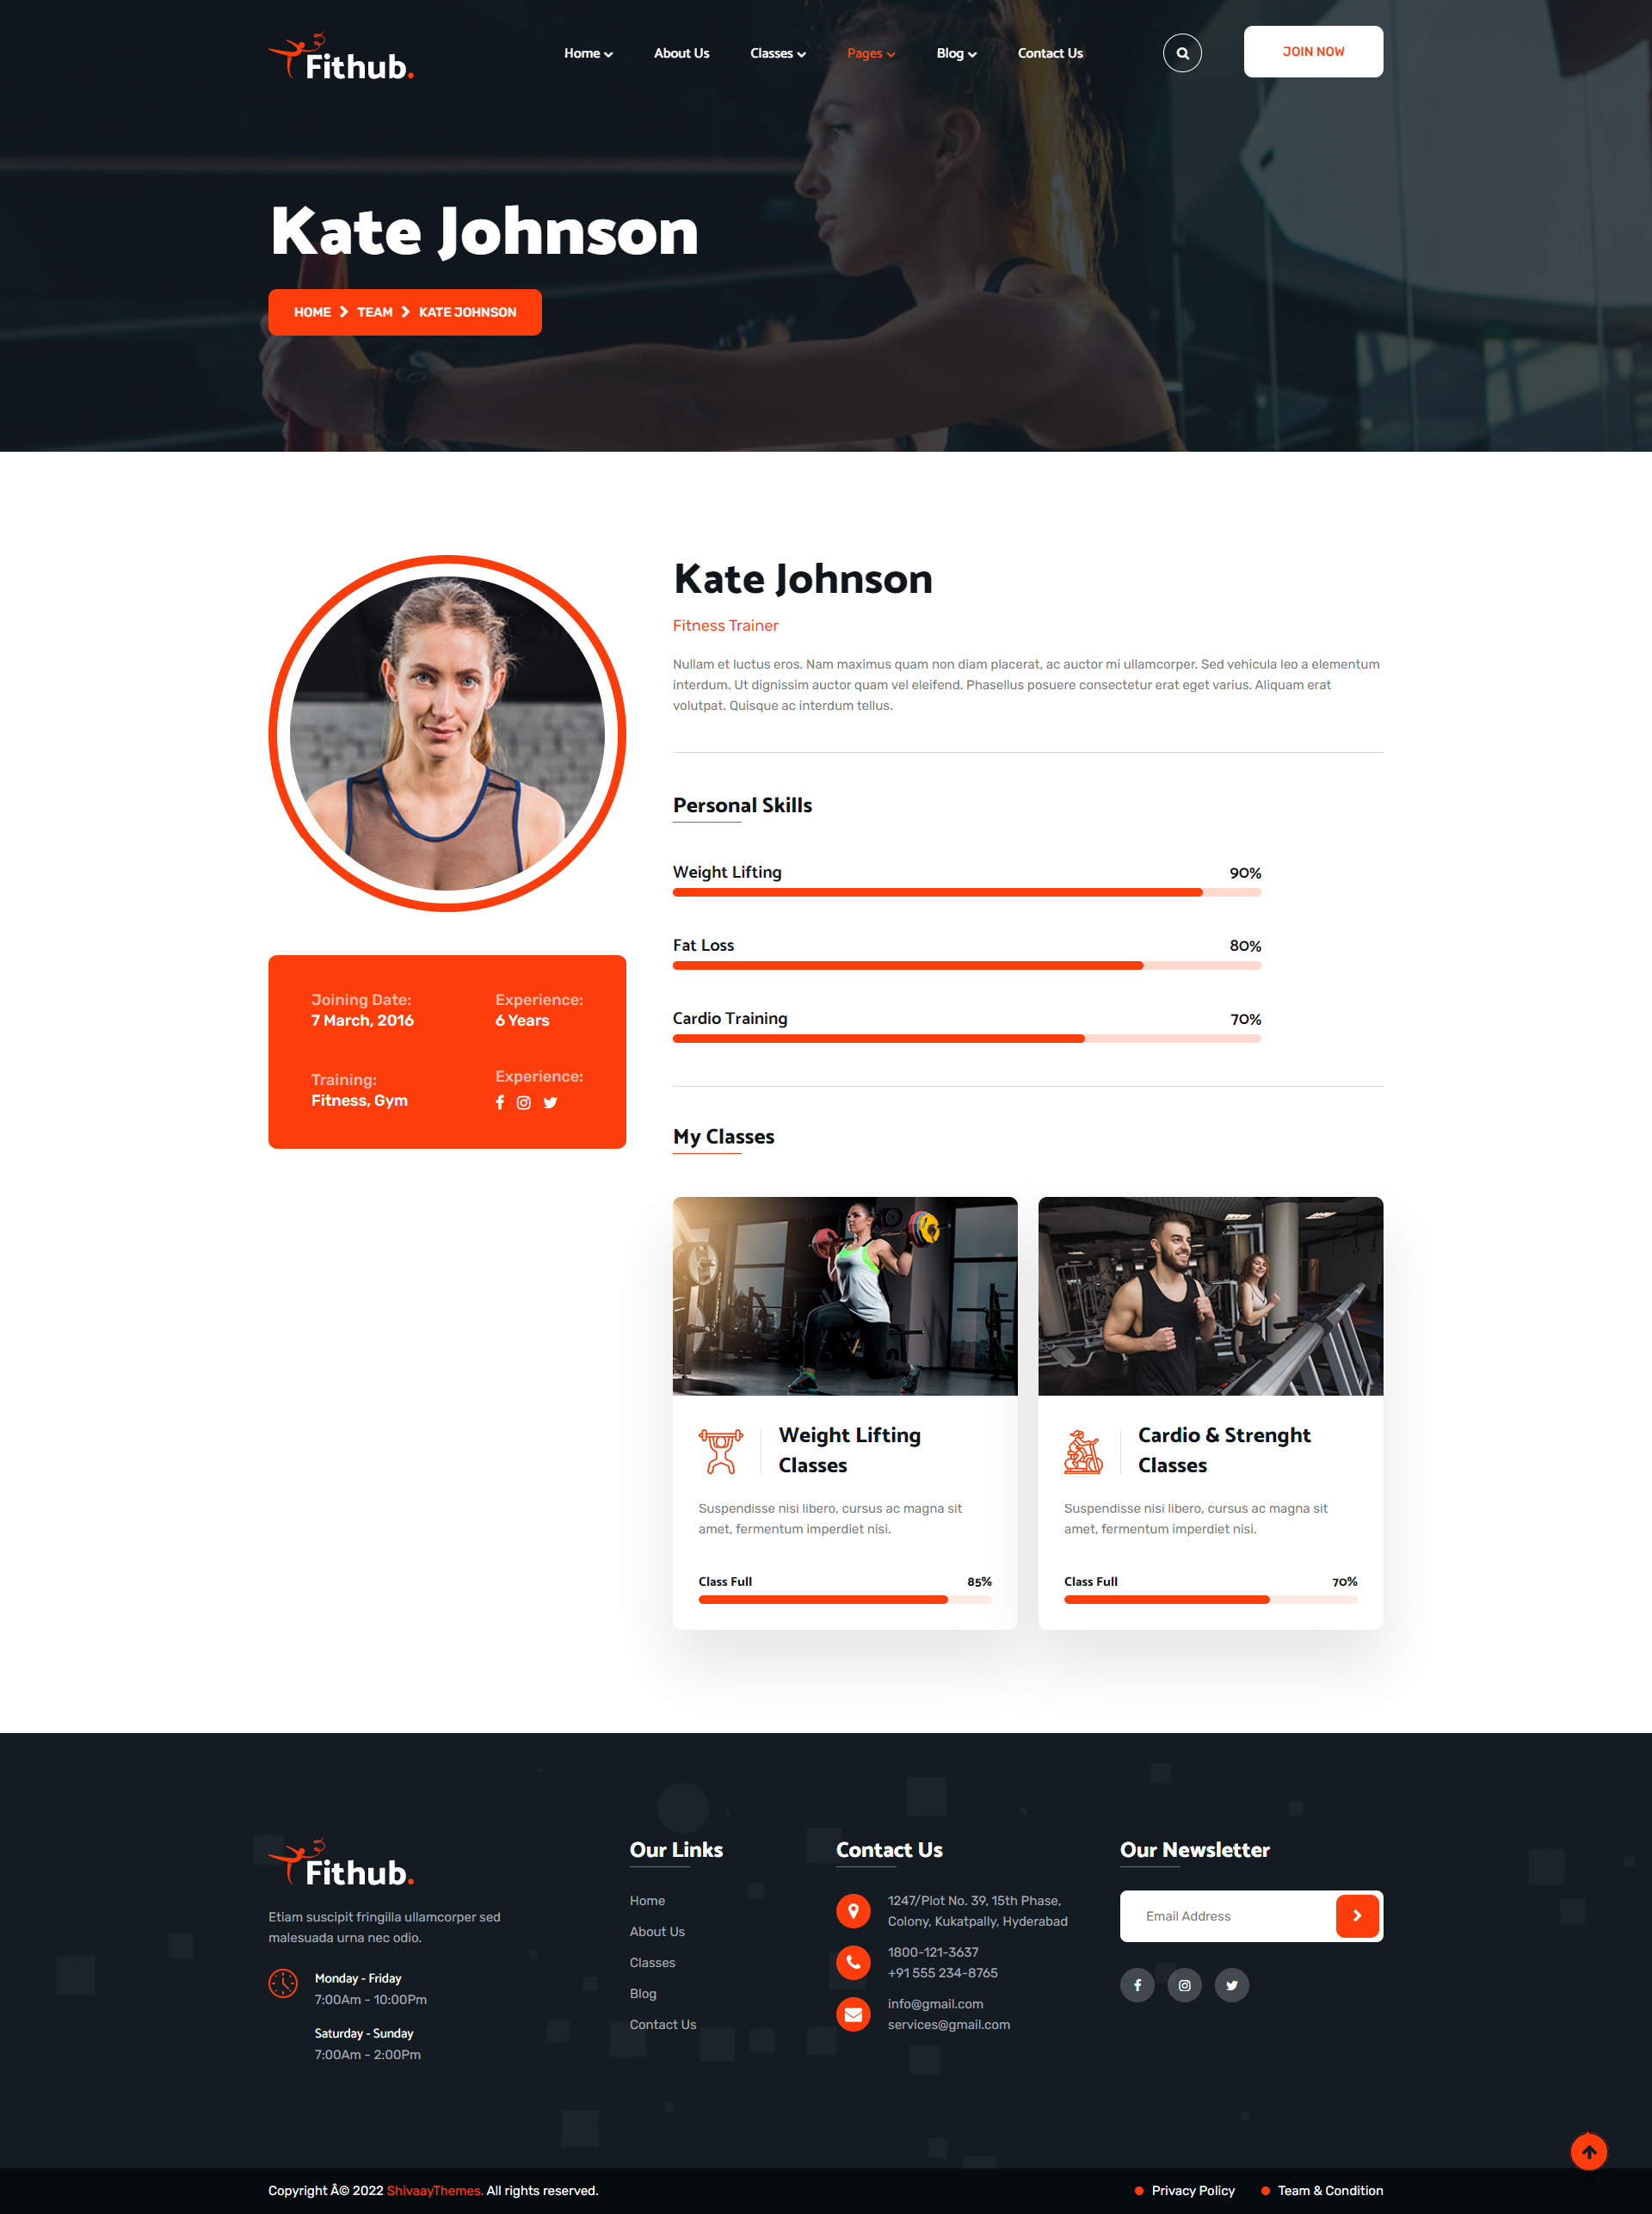 Fithub.
Home
About Us
Classes
Pages
Blog
Contact Us
JOIN NOW
Kate Johnson
HOME
TEAM
KATE JOHNSON
Kate Johnson
Fitness Trainer
Nullam et luctus eros. Nam maximus quam non diam placerat, ac auctor mi ullamcorper. Sed vehicula leo a elementum
interdum. Ut dignissim auctor quam vel eleifend. Phasellus posuere consectetur erat eget varius. Aliquam erat
volutpat. Quisque ac interdum tellus.
Joining Date:
7 March, 2016
Experience:
6 Years
Training:
Fitness, Gym
Experience:
Personal Skills
Weight Lifting 90%
Fat Loss 80%
Cardio Training 70%
My Classes
Weight Lifting
Classes
Suspendisse nisi libero, cursus ac magna sit
amet, fermentum imperdiet nisi.
Class Full 85%
Cardio & Strenght
Classes
Suspendisse nisi libero, cursus ac magna sit
amet, fermentum imperdiet nisi.
Class Full 70%
Fithub.
Etiam suscipit fringilla ullamcorper sed
malesuada urna nec odio.
Monday - Friday
7:00Am - 10:00Pm
Saturday - Sunday
7:00Am - 2:00Pm
Our Links
Home
About Us
Classes
Blog
Contact Us
Contact Us
1247/Plot No. 39, 15th Phase,
Colony, Kukatpally, Hyderabad
1800-121-3637
+91 555 234-8765
info@gmail.com
services@gmail.com
Our Newsletter
Email Address
Copyright Â© 2022 ShivaayThemes. All rights reserved.
Privacy Policy
Team & Condition